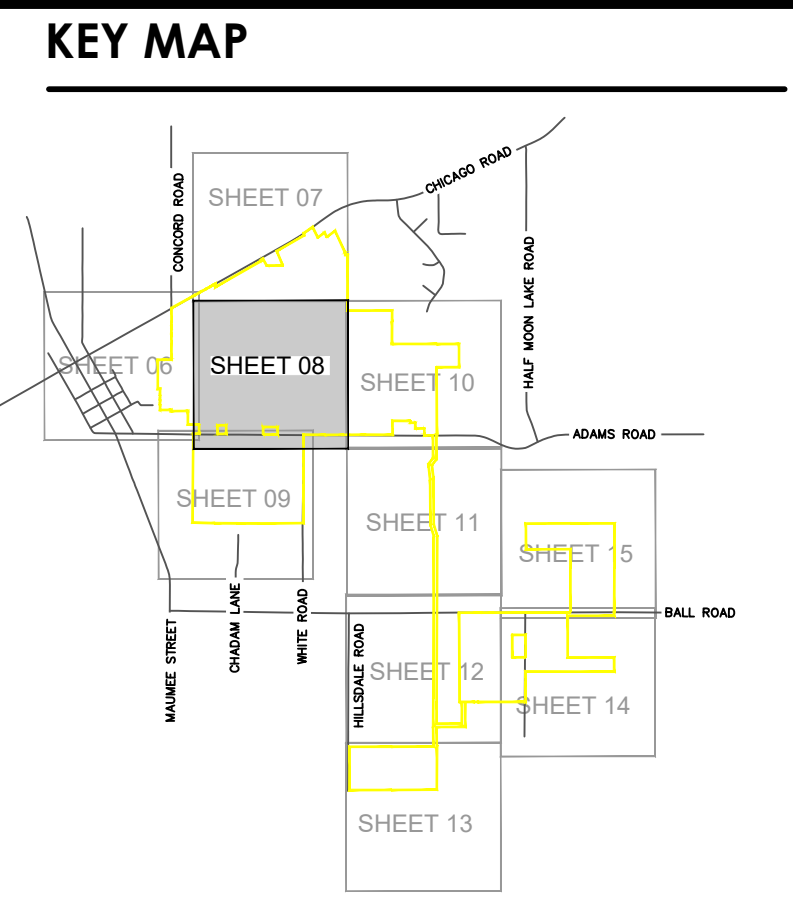 KEY MAP
CHICAGO ROAD
SHEET 07
CONCORD ROAD
HALF MOON LAKE ROAD
SHEET 06
SHEET 08
SHEET 10
ADAMS ROAD
SHEET 09
SHEET 11
SHEET 15
BALL ROAD
MAUMEE STREET
CHADAM LANE
WHITE ROAD
HILLSDALE ROAD
SHEET 12
SHEET 14
SHEET 13